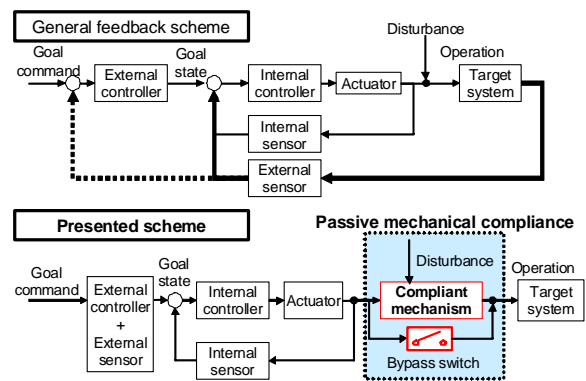 General feedback scheme
Disturbance
Goal
command
Goal
state
Operation
External
controller
Internal
controller
Actuator
Target
system
Internal
sensor
External
sensor
Presented scheme
Passive mechanical compliance
Goal
command
Goal
state
Disturbance
Operation
External
controller
+
External
sensor
Internal
controller
Actuator
Compliant
mechanism
Target
system
Internal
sensor
Bypass switch